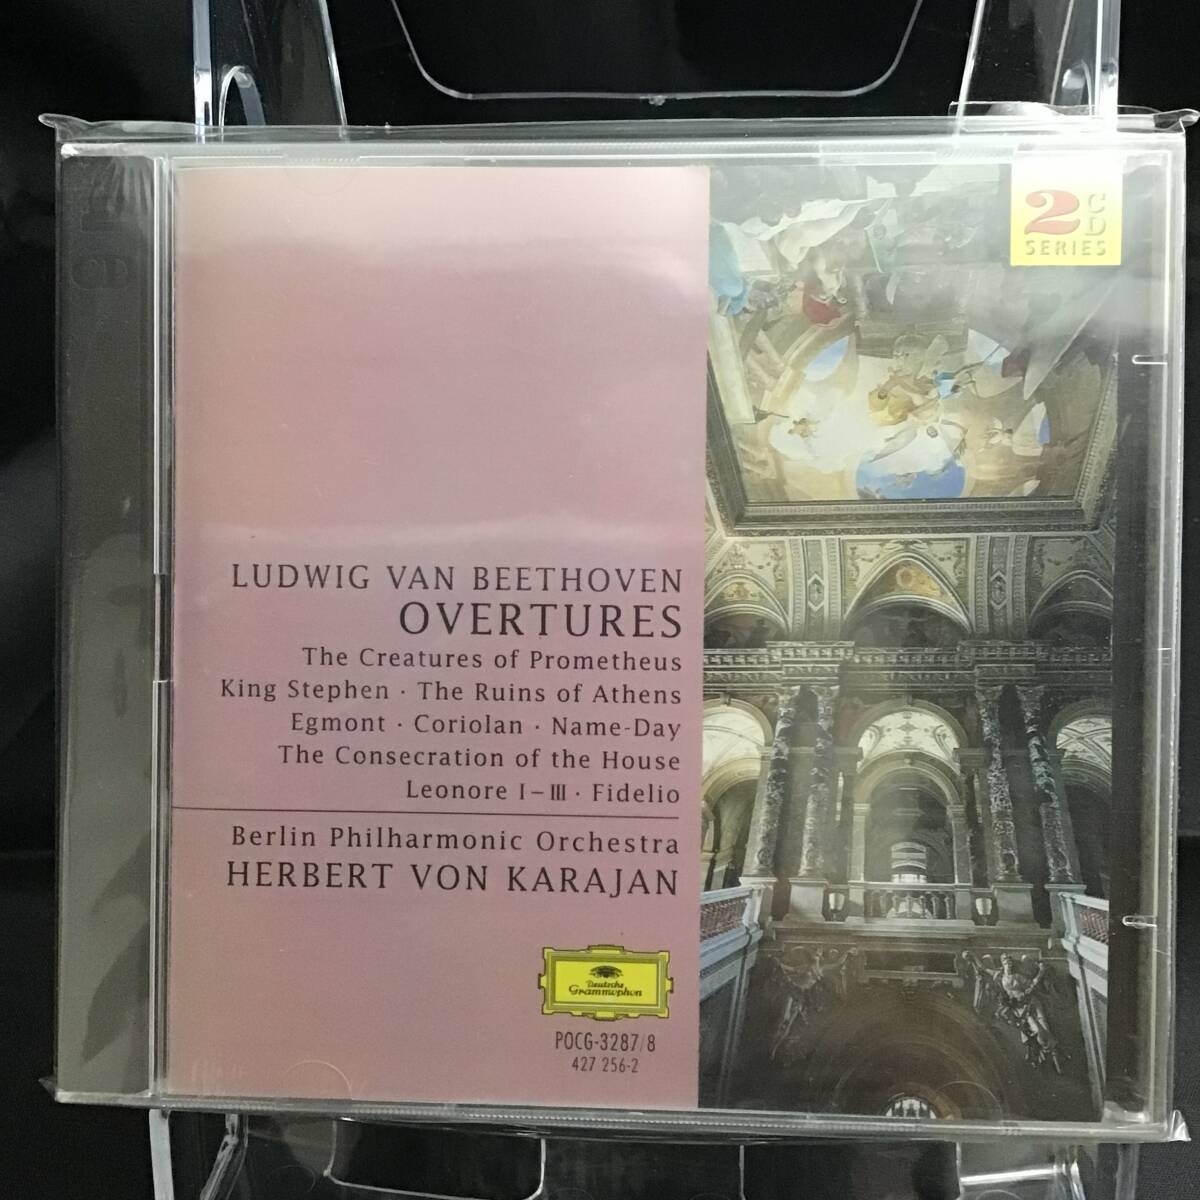 2 CD
SERIES
LUDWIG VAN BEETHOVEN
OVERTURES
The Creatures of Prometheus
King Stephen · The Ruins of Athens
Egmont · Coriolan · Name-Day
The Consecration of the House
Leonore I–III · Fidelio
Berlin Philharmonic Orchestra
HERBERT VON KARAJAN
Deutsche
Grammophon
POCG-3287/8
427 256-2